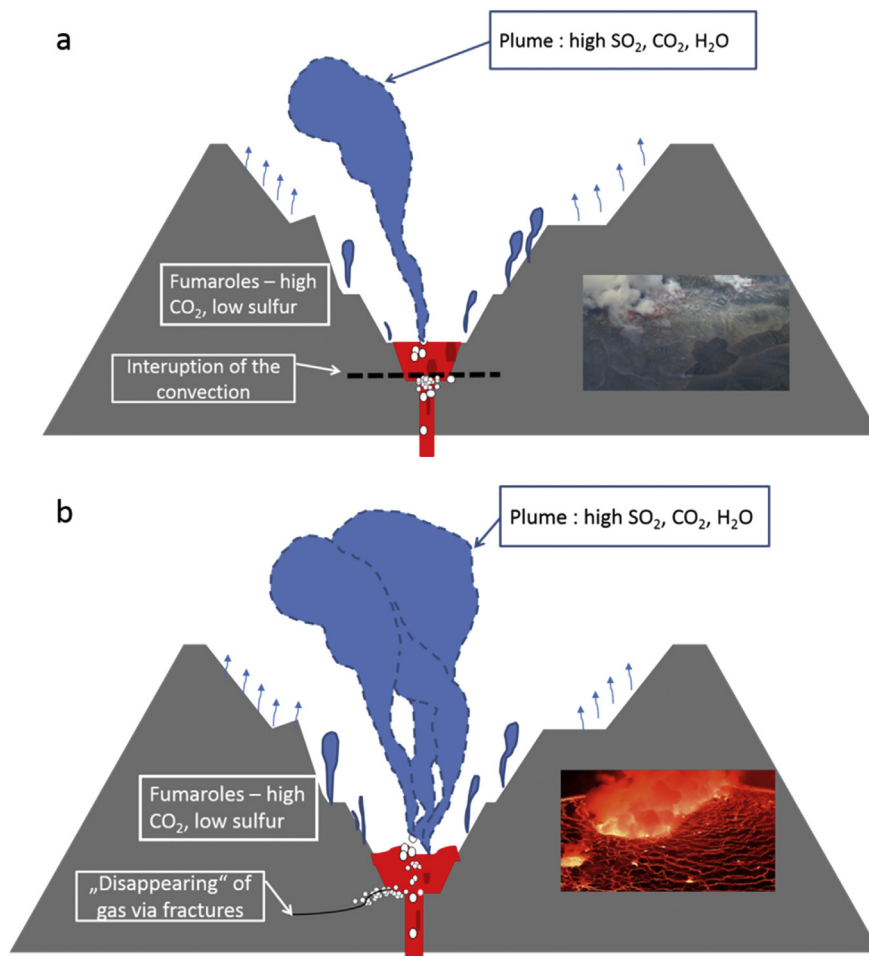 a
Plume : high SO₂, CO₂, H₂O
Fumaroles – high
CO₂, low sulfur
Interuption of the
convection
b
Plume : high SO₂, CO₂, H₂O
Fumaroles – high
CO₂, low sulfur
„Disappearing“ of
gas via fractures